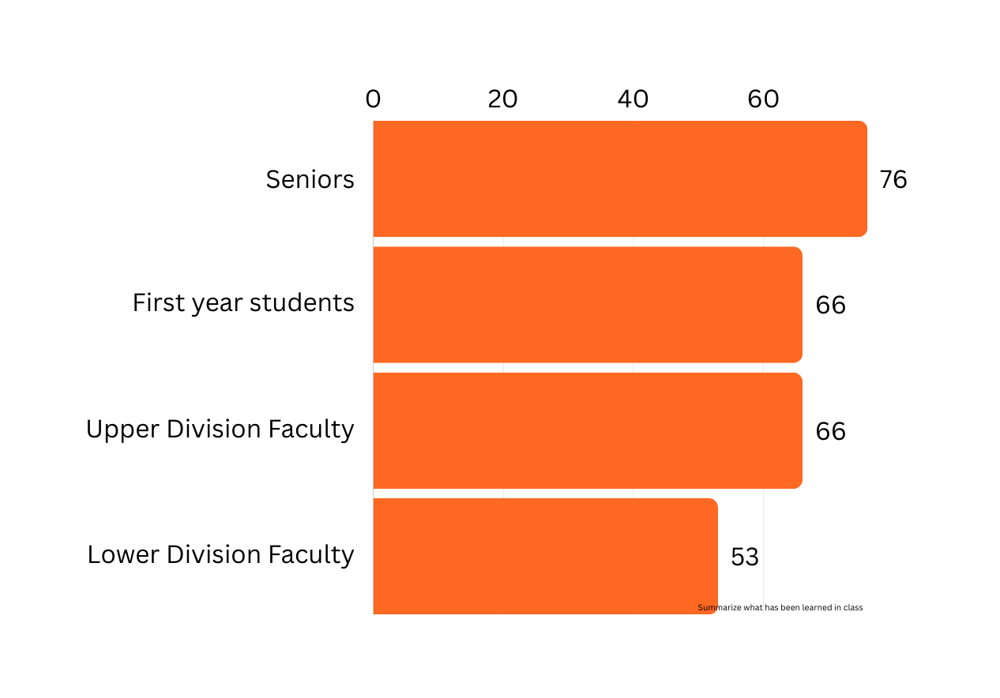 0 20 40 60
Seniors 76
First year students 66
Upper Division Faculty 66
Lower Division Faculty 53
Summarize what has been learned in class